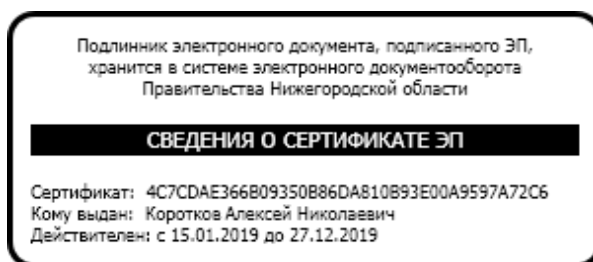 Подлинник электронного документа, подписанного ЭП,
хранится в системе электронного документооборота
Правительства Нижегородской области
СВЕДЕНИЯ О СЕРТИФИКАТЕ ЭП
Сертификат: 4C7CDAE366B09350B86DA810B93E00A9597A72C6
Кому выдан: Коротков Алексей Николаевич
Действителен: с 15.01.2019 до 27.12.2019